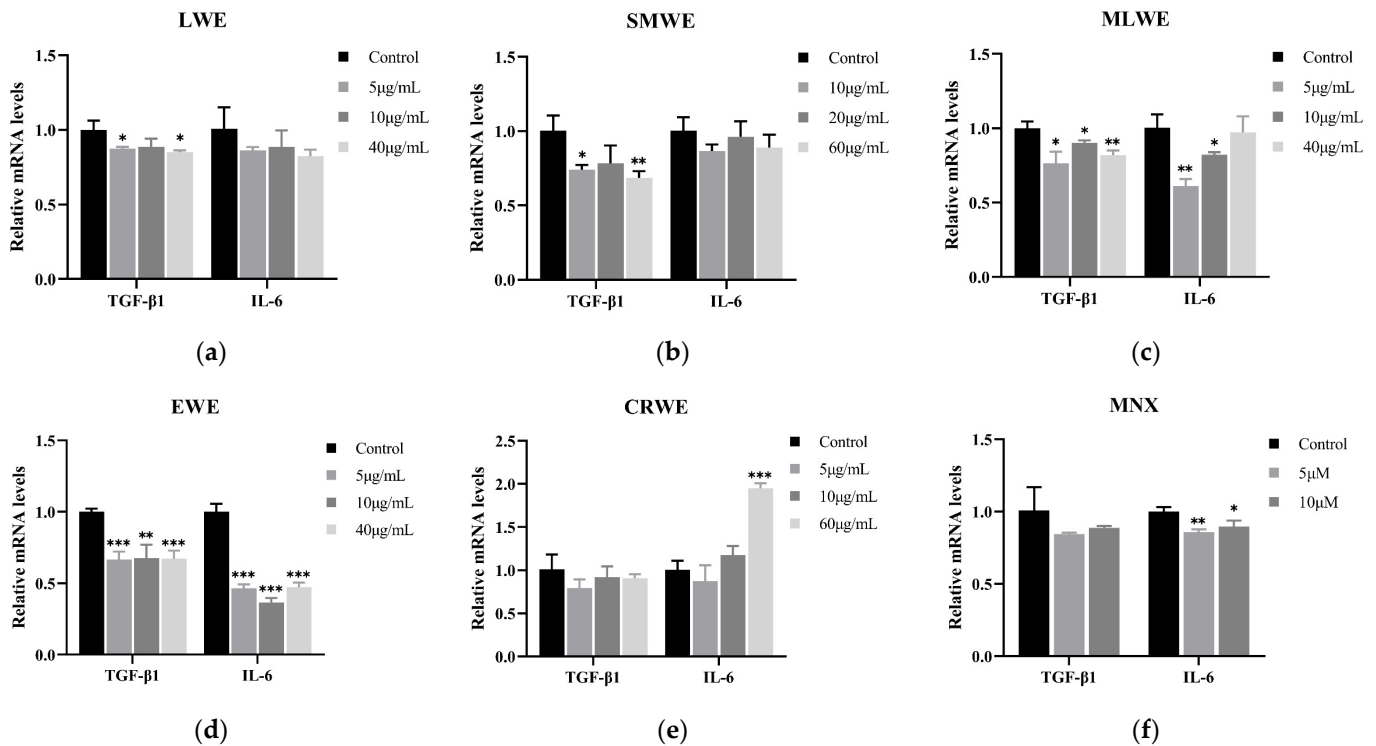 LWE
Relative mRNA levels
1.5
1.0
0.5
0.0
*
*
TGF-β1
IL-6
Control
5μg/mL
10μg/mL
40μg/mL
(a)
SMWE
Relative mRNA levels
1.5
1.0
0.5
0.0
*
**
TGF-β1
IL-6
Control
10μg/mL
20μg/mL
60μg/mL
(b)
MLWE
Relative mRNA levels
1.5
1.0
0.5
0.0
*
*
**
**
*
TGF-β1
IL-6
Control
5μg/mL
10μg/mL
40μg/mL
(c)
EWE
Relative mRNA levels
1.5
1.0
0.5
0.0
***
**
***
***
***
***
TGF-β1
IL-6
Control
5μg/mL
10μg/mL
40μg/mL
(d)
CRWE
Relative mRNA levels
2.5
2.0
1.5
1.0
0.5
0.0
***
TGF-β1
IL-6
Control
5μg/mL
10μg/mL
60μg/mL
(e)
MNX
Relative mRNA levels
1.5
1.0
0.5
0.0
**
*
TGF-β1
IL-6
Control
5μM
10μM
(f)